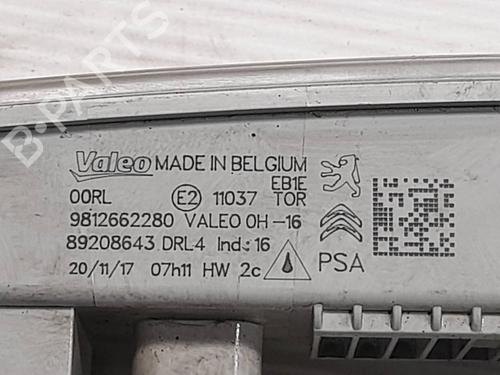 B-PARTS
Valeo MADE IN BELGIUM
EB1E
00RL E2 11037 TOR
9812662280 VALEO 0H-16
89208643 DRL4 Ind.: 16
20/11/17 07h11 HW 2c PSA